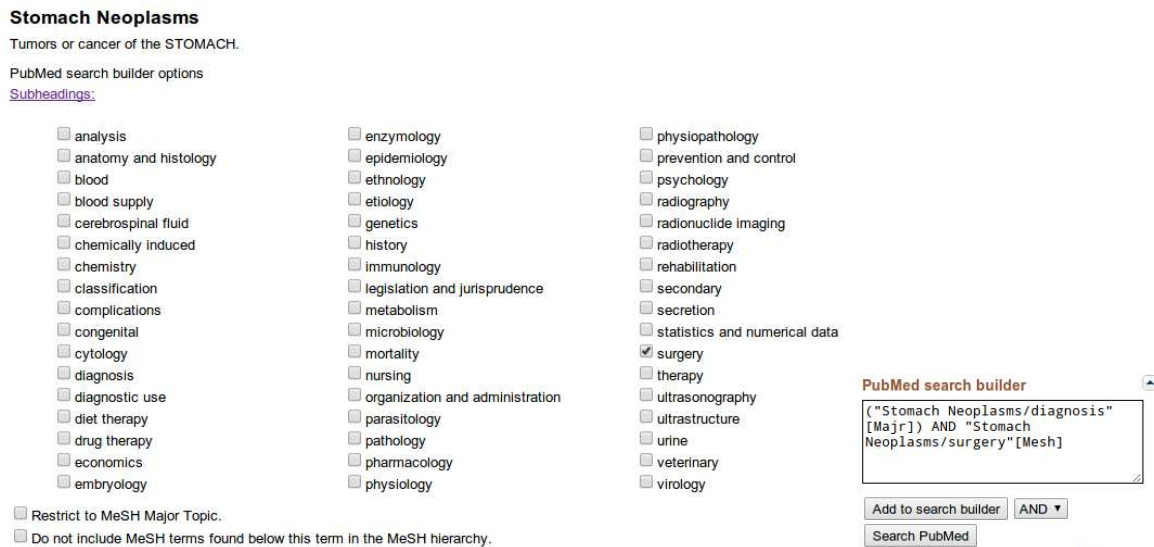 Stomach Neoplasms
Tumors or cancer of the STOMACH.
PubMed search builder options
Subheadings:
analysis
anatomy and histology
blood
blood supply
cerebrospinal fluid
chemically induced
chemistry
classification
complications
congenital
cytology
diagnosis
diagnostic use
diet therapy
drug therapy
economics
embryology
enzymology
epidemiology
ethnology
etiology
genetics
history
immunology
legislation and jurisprudence
metabolism
microbiology
mortality
nursing
organization and administration
parasitology
pathology
pharmacology
physiology
physiopathology
prevention and control
psychology
radiography
radionuclide imaging
radiotherapy
rehabilitation
secondary
secretion
statistics and numerical data
surgery
therapy
ultrasonography
ultrastructure
urine
veterinary
virology
Restrict to MeSH Major Topic.
Do not include MeSH terms found below this term in the MeSH hierarchy.
PubMed search builder
("Stomach Neoplasms/diagnosis"
[Majr]) AND "Stomach
Neoplasms/surgery"[Mesh]
Add to search builder AND
Search PubMed